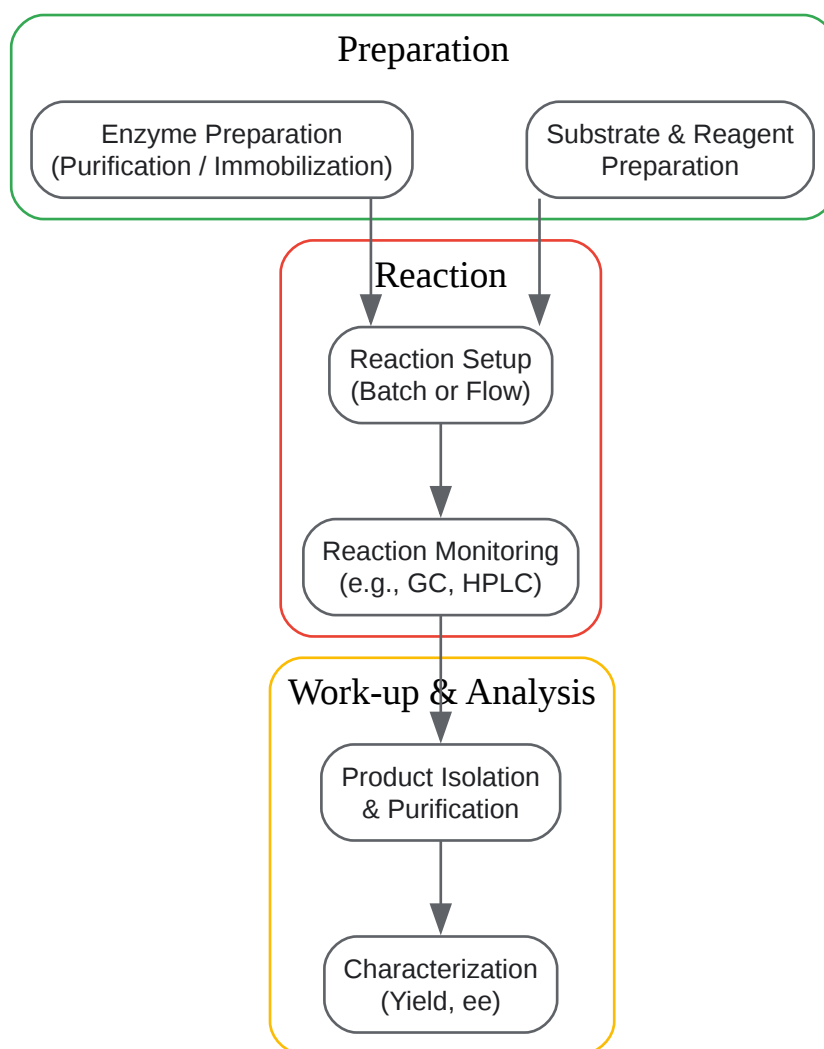 Preparation
Enzyme Preparation
(Purification / Immobilization)
Substrate & Reagent
Preparation
Reaction
Reaction Setup
(Batch or Flow)
Reaction Monitoring
(e.g., GC, HPLC)
Work-up & Analysis
Product Isolation
& Purification
Characterization
(Yield, ee)